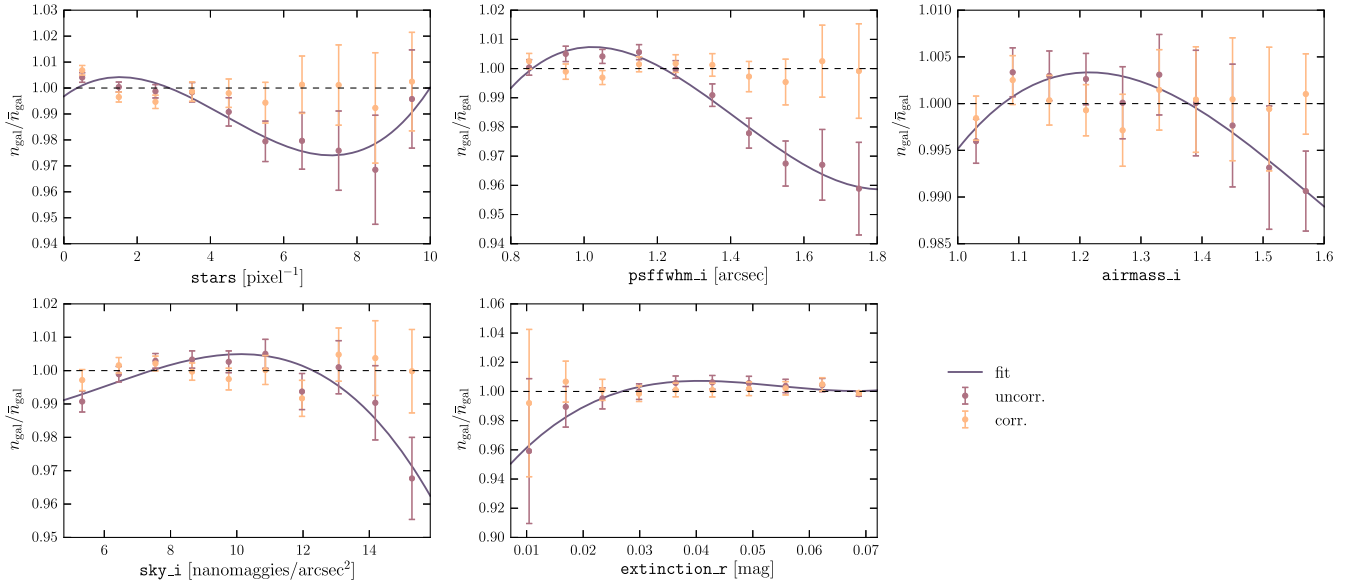 1.03
1.02
1.01
1.00
0.99
0.98
0.97
0.96
0.95
0.94
0 2 4 6 8 10
n_gal/n̄_gal
stars [pixel⁻¹]
1.02
1.01
1.00
0.99
0.98
0.97
0.96
0.95
0.94
0.8 1.0 1.2 1.4 1.6 1.8
n_gal/n̄_gal
psffwhm_i [arcsec]
1.010
1.005
1.000
0.995
0.990
0.985
1.0 1.1 1.2 1.3 1.4 1.5 1.6
n_gal/n̄_gal
airmass_i
1.02
1.01
1.00
0.99
0.98
0.97
0.96
0.95
6 8 10 12 14
n_gal/n̄_gal
sky_i [nanomaggies/arcsec²]
1.06
1.04
1.02
1.00
0.98
0.96
0.94
0.92
0.90
0.01 0.02 0.03 0.04 0.05 0.06 0.07
n_gal/n̄_gal
extinction_r [mag]
fit
uncorr.
corr.